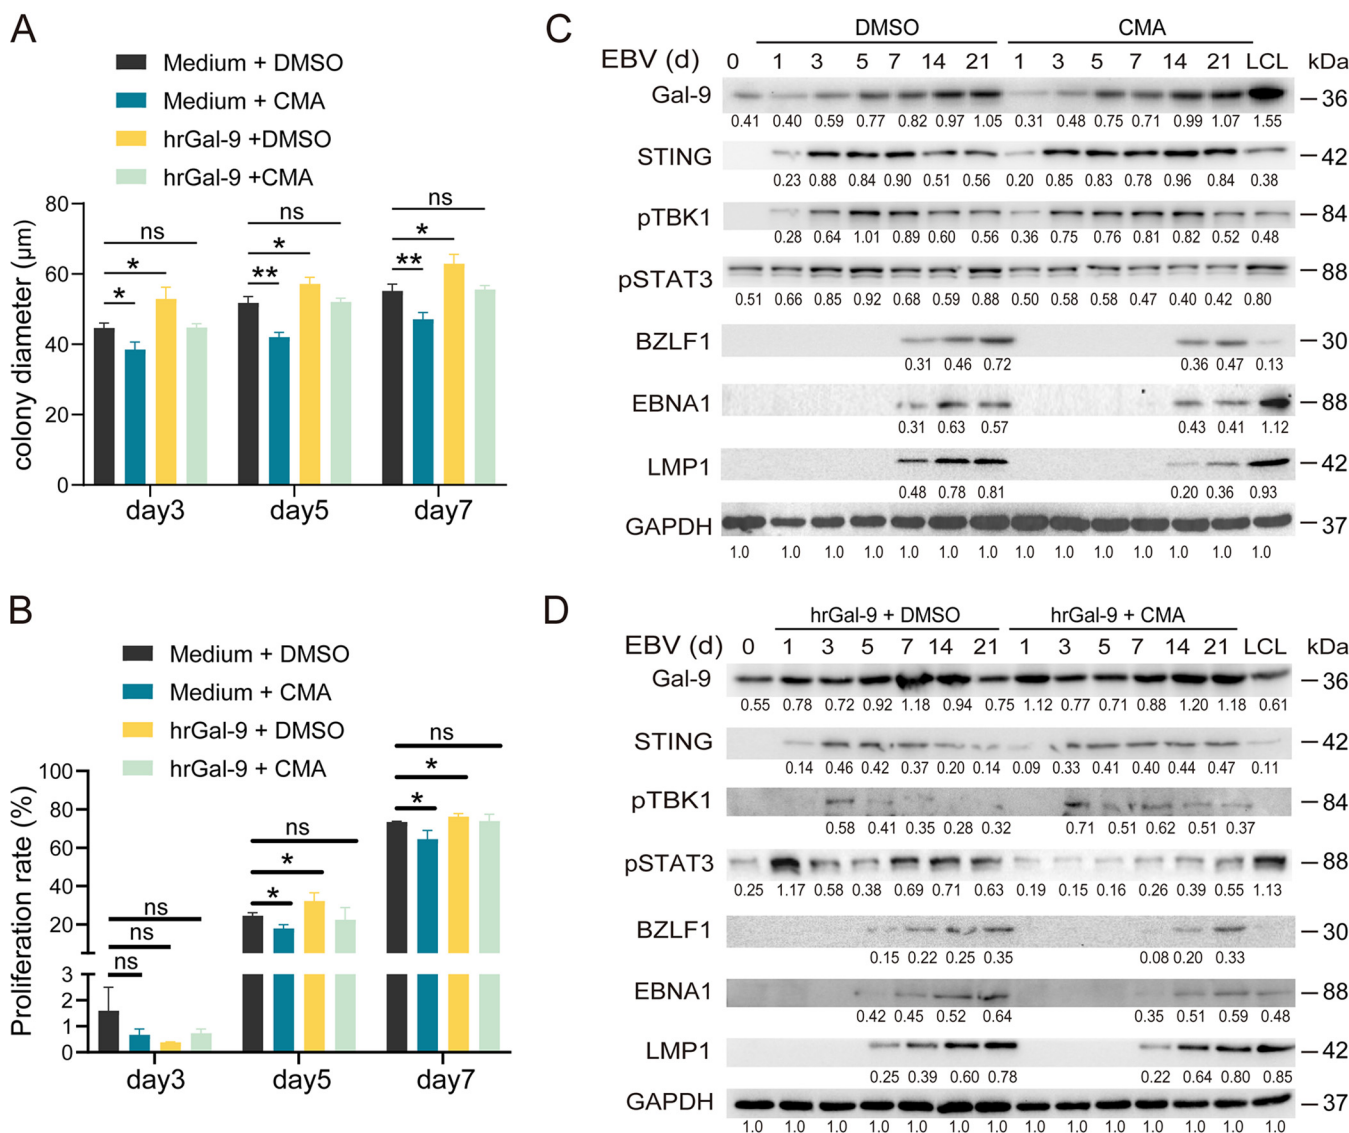 A
Medium + DMSO
Medium + CMA
hrGal-9 +DMSO
hrGal-9 +CMA
colony diameter (μm)
80
60
40
20
0
ns
*
*
ns
*
**
ns
*
**
day3 day5 day7
B
Medium + DMSO
Medium + CMA
hrGal-9 + DMSO
hrGal-9 + CMA
Proliferation rate (%)
100
80
60
40
20
3
2
1
0
ns
ns
ns
ns
*
*
ns
*
*
day3 day5 day7
C
DMSO CMA
EBV (d) 0 1 3 5 7 14 21 1 3 5 7 14 21 LCL kDa
Gal-9 36
0.41 0.40 0.59 0.77 0.82 0.97 1.05 0.31 0.48 0.75 0.71 0.99 1.07 1.55
STING 42
0.23 0.88 0.84 0.90 0.51 0.56 0.20 0.85 0.83 0.78 0.96 0.84 0.38
pTBK1 84
0.28 0.64 1.01 0.89 0.60 0.56 0.36 0.75 0.76 0.81 0.82 0.52 0.48
pSTAT3 88
0.51 0.66 0.85 0.92 0.68 0.59 0.88 0.50 0.58 0.58 0.47 0.40 0.42 0.80
BZLF1 30
0.31 0.46 0.72 0.36 0.47 0.13
EBNA1 88
0.31 0.63 0.57 0.43 0.41 1.12
LMP1 42
0.48 0.78 0.81 0.20 0.36 0.93
GAPDH 37
1.0 1.0 1.0 1.0 1.0 1.0 1.0 1.0 1.0 1.0 1.0 1.0 1.0 1.0
D
hrGal-9 + DMSO hrGal-9 + CMA
EBV (d) 0 1 3 5 7 14 21 1 3 5 7 14 21 LCL kDa
Gal-9 36
0.55 0.78 0.72 0.92 1.18 0.94 0.75 1.12 0.77 0.71 0.88 1.20 1.18 0.61
STING 42
0.14 0.46 0.42 0.37 0.20 0.14 0.09 0.33 0.41 0.40 0.44 0.47 0.11
pTBK1 84
0.58 0.41 0.35 0.28 0.32 0.71 0.51 0.62 0.51 0.37
pSTAT3 88
0.25 1.17 0.58 0.38 0.69 0.71 0.63 0.19 0.15 0.16 0.26 0.39 0.55 1.13
BZLF1 30
0.15 0.22 0.25 0.35 0.08 0.20 0.33
EBNA1 88
0.42 0.45 0.52 0.64 0.35 0.51 0.59 0.48
LMP1 42
0.25 0.39 0.60 0.78 0.22 0.64 0.80 0.85
GAPDH 37
1.0 1.0 1.0 1.0 1.0 1.0 1.0 1.0 1.0 1.0 1.0 1.0 1.0 1.0